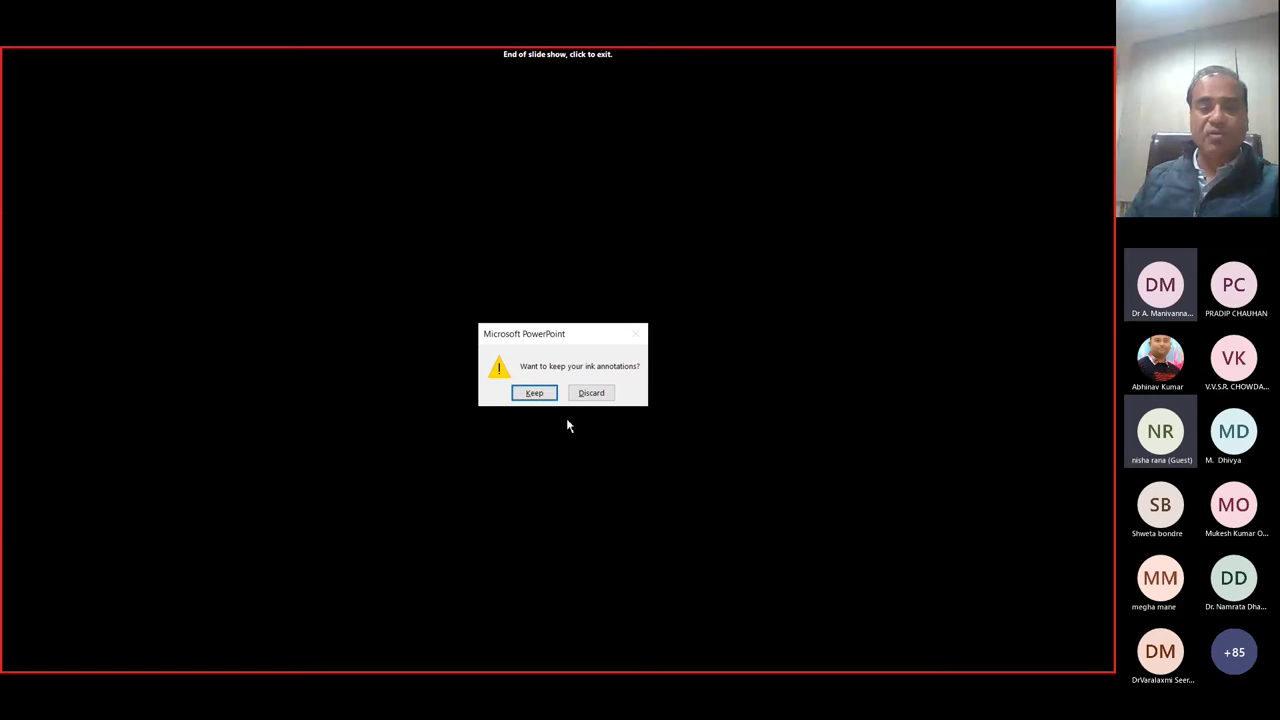 End of slide show, click to exit.
Microsoft PowerPoint
Want to keep your ink annotations?
Keep
Discard
DM
Dr A. Manivanna...
PC
PRADIP CHAUHAN
Abhinav Kumar
VK
V.V.S.R. CHOWDA...
NR
nisha rana (Guest)
MD
M. Dhivya
SB
Shweta bondre
MO
Mukesh Kumar O...
MM
megha mane
DD
Dr. Namrata Dha...
DM
DrVaralaxmi Seer...
+85